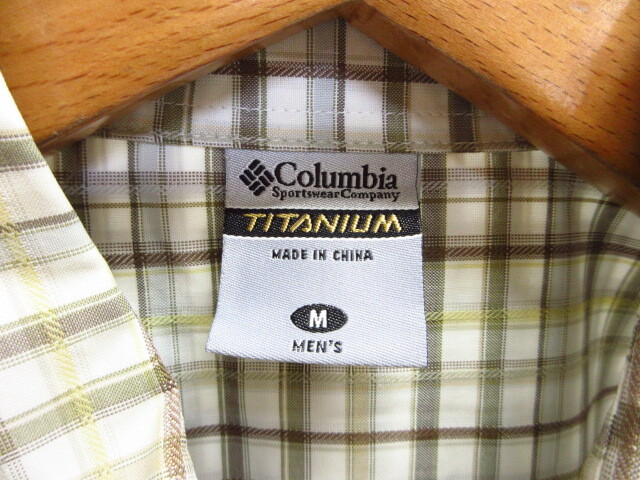 Columbia
Sportswear Company
TITANIUM
MADE IN CHINA
M
MEN'S